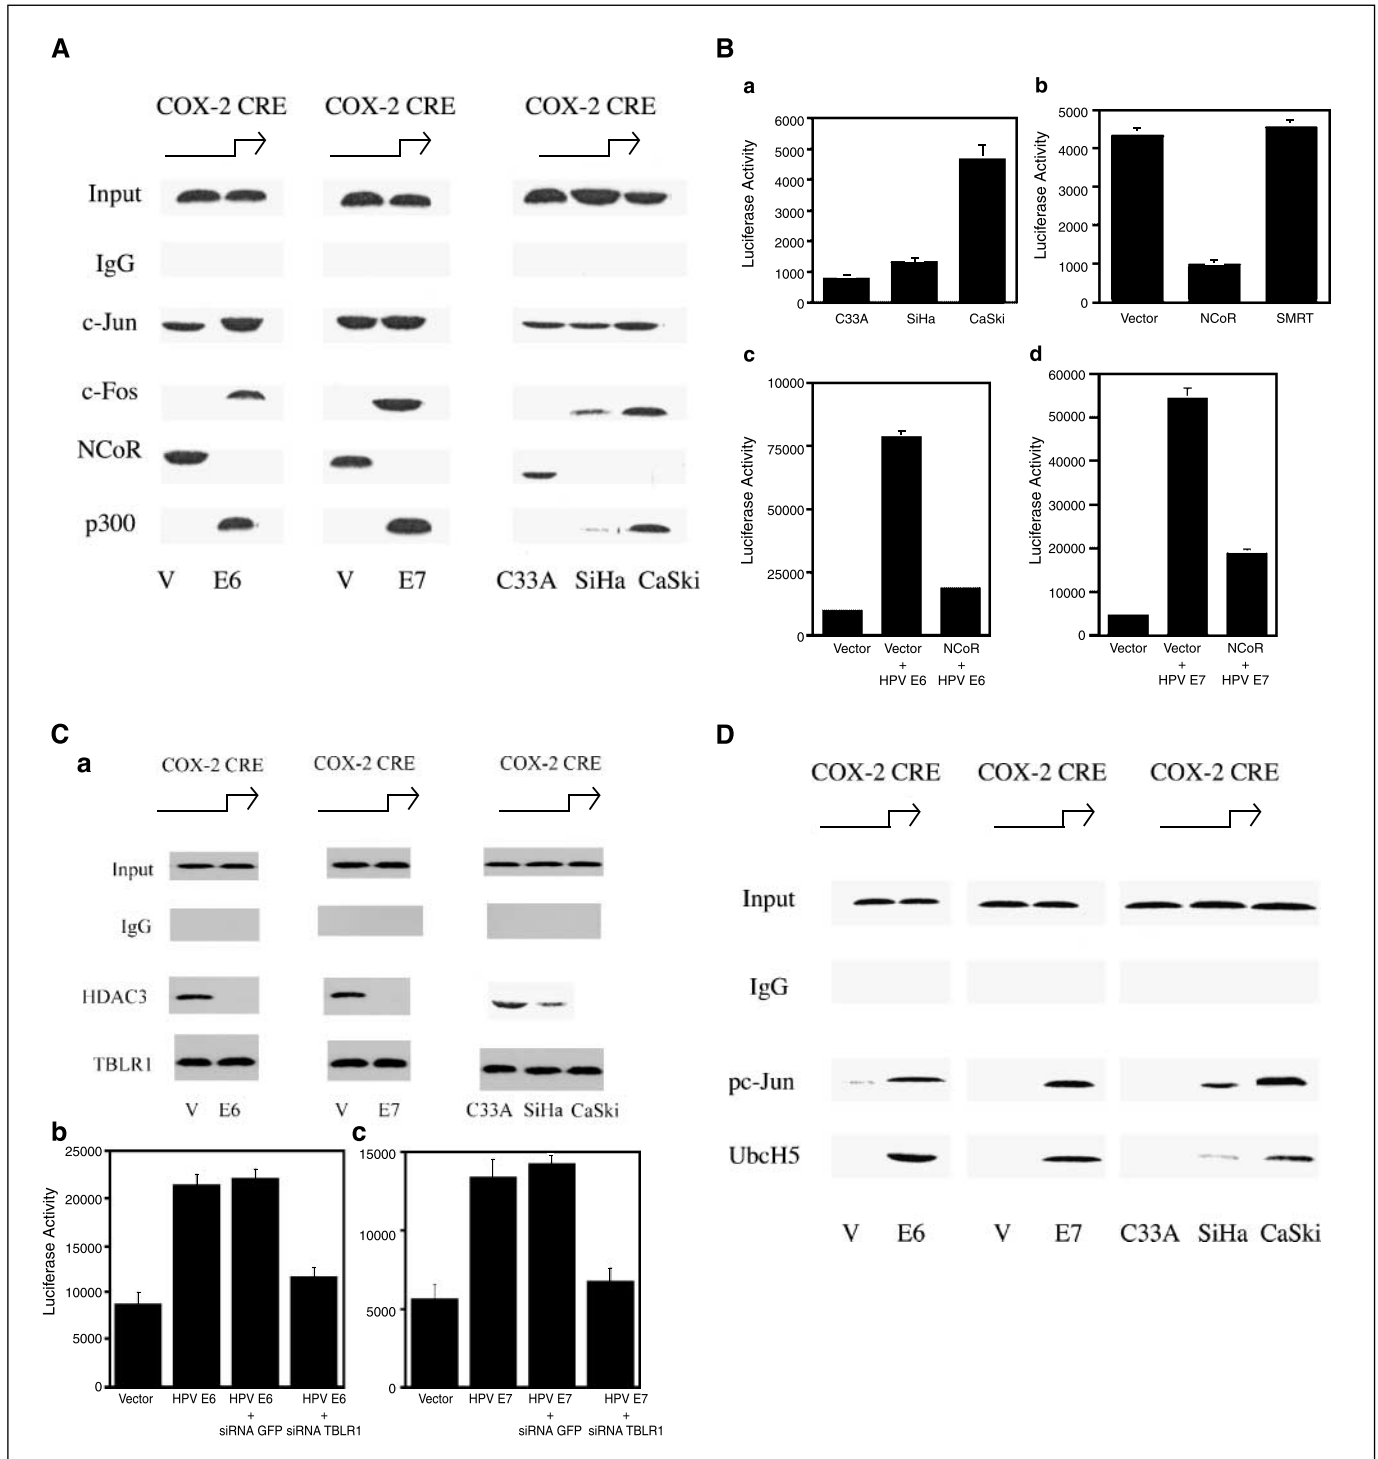 A
COX-2 CRE COX-2 CRE COX-2 CRE
Input
IgG
c-Jun
c-Fos
NCoR
p300
V E6 V E7 C33A SiHa CaSki
B
a
Luciferase Activity
6000
5000
4000
3000
2000
1000
0
C33A SiHa CaSki
b
Luciferase Activity
5000
4000
3000
2000
1000
0
Vector NCoR SMRT
c
Luciferase Activity
10000
75000
50000
25000
0
Vector Vector NCoR
+ +
HPV E6 HPV E6
d
Luciferase Activity
60000
50000
40000
30000
20000
10000
0
Vector Vector NCoR
+ +
HPV E7 HPV E7
C
a
COX-2 CRE COX-2 CRE COX-2 CRE
Input
IgG
HDAC3
TBLR1
V E6 V E7 C33A SiHa CaSki
b
Luciferase Activity
25000
20000
15000
10000
5000
0
Vector HPV E6 HPV E6 HPV E6
+ +
siRNA GFP siRNA TBLR1
c
15000
10000
5000
0
Vector HPV E7 HPV E7 HPV E7
+ +
siRNA GFP siRNA TBLR1
D
COX-2 CRE COX-2 CRE COX-2 CRE
Input
IgG
pc-Jun
UbcH5
V E6 V E7 C33A SiHa CaSki